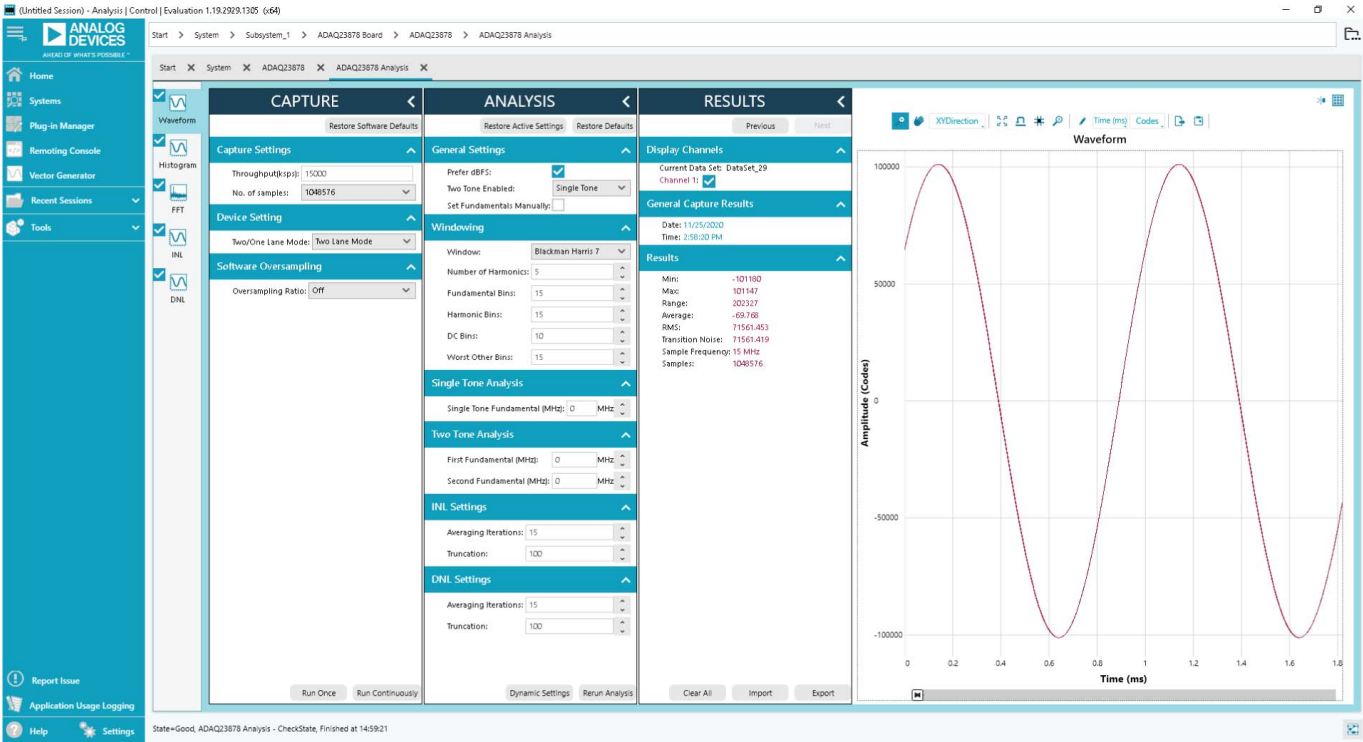 (Untitled Session) - Analysis | Control | Evaluation 1.19.2929.1305 (x64)
ANALOG
DEVICES
AHEAD OF WHAT'S POSSIBLE™
Start > System > Subsystem_1 > ADAQ23878 Board > ADAQ23878 > ADAQ23878 Analysis
Start System ADAQ23878 ADAQ23878 Analysis
Home
Systems
Plug-in Manager
Remoting Console
Vector Generator
Recent Sessions
Tools
Report Issue
Application Usage Logging
Help Settings
Waveform
Histogram
FFT
INL
DNL
CAPTURE
Restore Software Defaults
Capture Settings
Throughput(ksps): 15000
No. of samples: 1048576
Device Setting
Two/One Lane Mode: Two Lane Mode
Software Oversampling
Oversampling Ratio: Off
Run Once Run Continuously
ANALYSIS
Restore Active Settings Restore Defaults
General Settings
Prefer dBFS:
Two Tone Enabled: Single Tone
Set Fundamentals Manually:
Windowing
Window: Blackman Harris 7
Number of Harmonics: 5
Fundamental Bins: 15
Harmonic Bins: 15
DC Bins: 10
Worst Other Bins: 15
Single Tone Analysis
Single Tone Fundamental (MHz): 0 MHz
Two Tone Analysis
First Fundamental (MHz): 0 MHz
Second Fundamental (MHz): 0 MHz
INL Settings
Averaging Iterations: 15
Truncation: 100
DNL Settings
Averaging Iterations: 15
Truncation: 100
Dynamic Settings Rerun Analysis
RESULTS
Previous Next
Display Channels
Current Data Set: DataSet_29
Channel 1:
General Capture Results
Date: 11/25/2020
Time: 2:58:20 PM
Results
Min: -101180
Max: 101147
Range: 202327
Average: -69.768
RMS: 71561.453
Transition Noise: 71561.419
Sample Frequency: 15 MHz
Samples: 1048576
Clear All Import Export
XYDirection Time (ms) Codes
Waveform
100000
50000
0
-50000
-100000
Amplitude (Codes)
0 0.2 0.4 0.6 0.8 1 1.2 1.4 1.6 1.8
Time (ms)
State=Good, ADAQ23878 Analysis - CheckState, Finished at 14:59:21